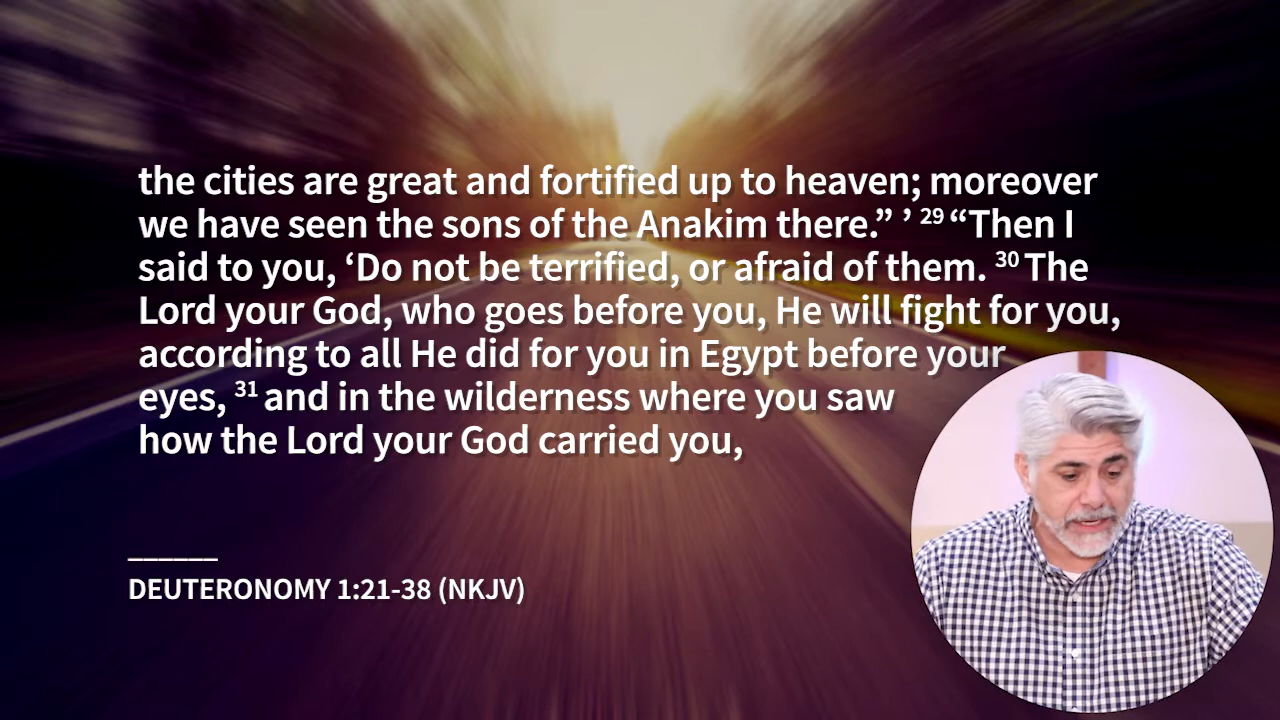 the cities are great and fortified up to heaven; moreover
we have seen the sons of the Anakim there.” ’ 29 “Then I
said to you, ‘Do not be terrified, or afraid of them. 30 The
Lord your God, who goes before you, He will fight for you,
according to all He did for you in Egypt before your
eyes, 31 and in the wilderness where you saw
how the Lord your God carried you,
DEUTERONOMY 1:21-38 (NKJV)